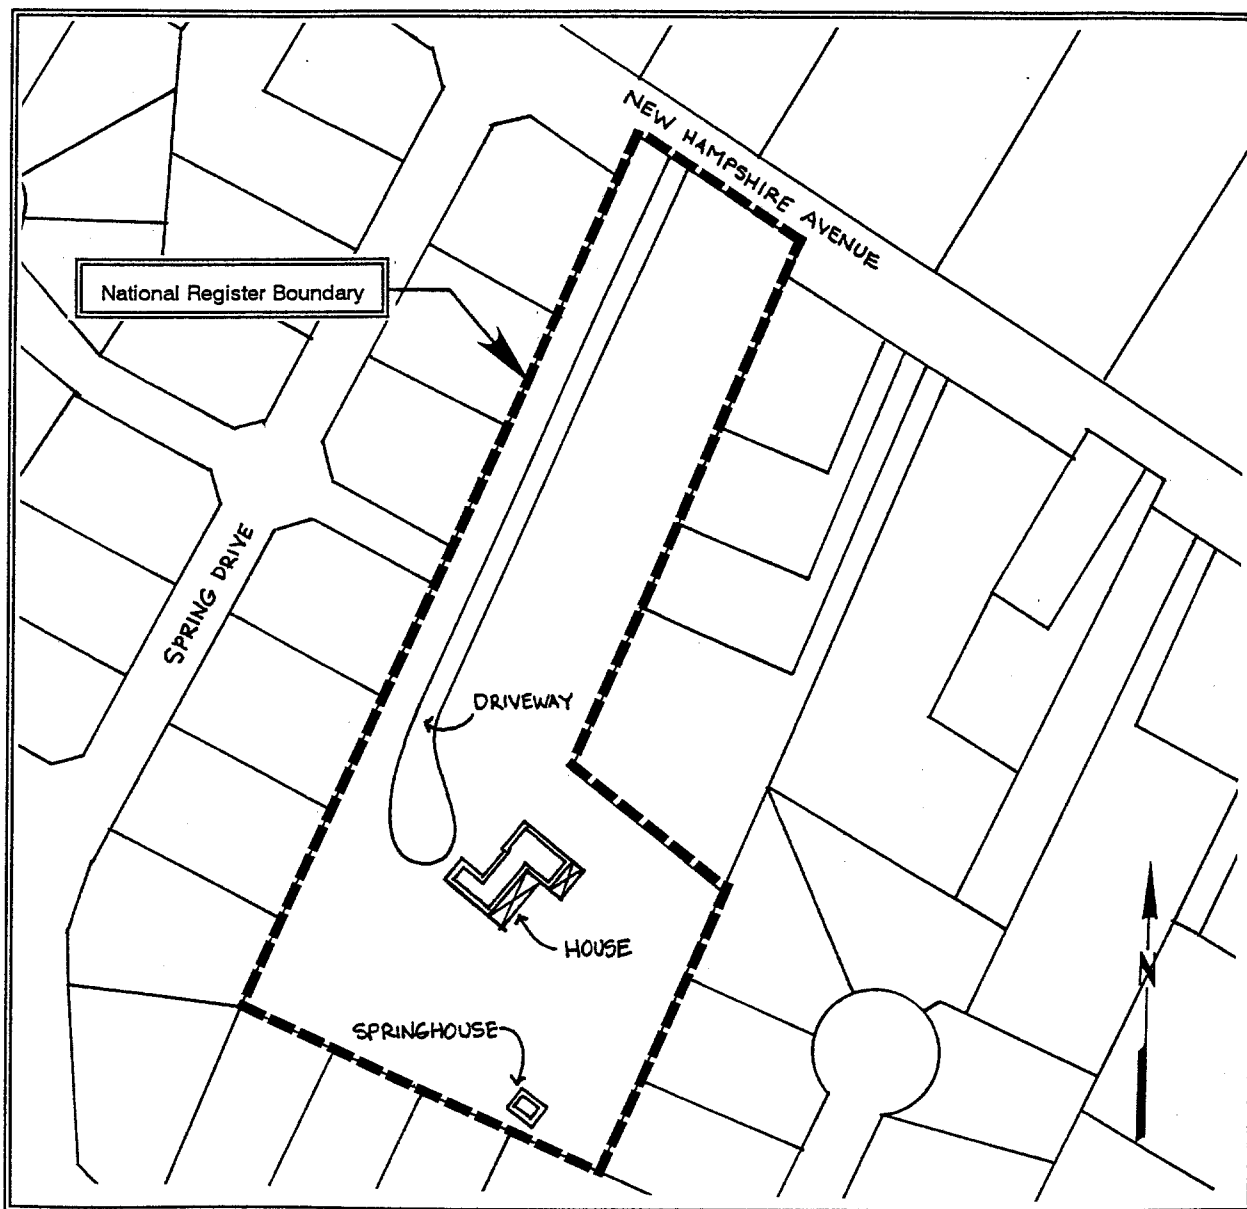 NEW HAMPSHIRE AVENUE
National Register Boundary
SPRING DRIVE
DRIVEWAY
HOUSE
N
SPRINGHOUSE